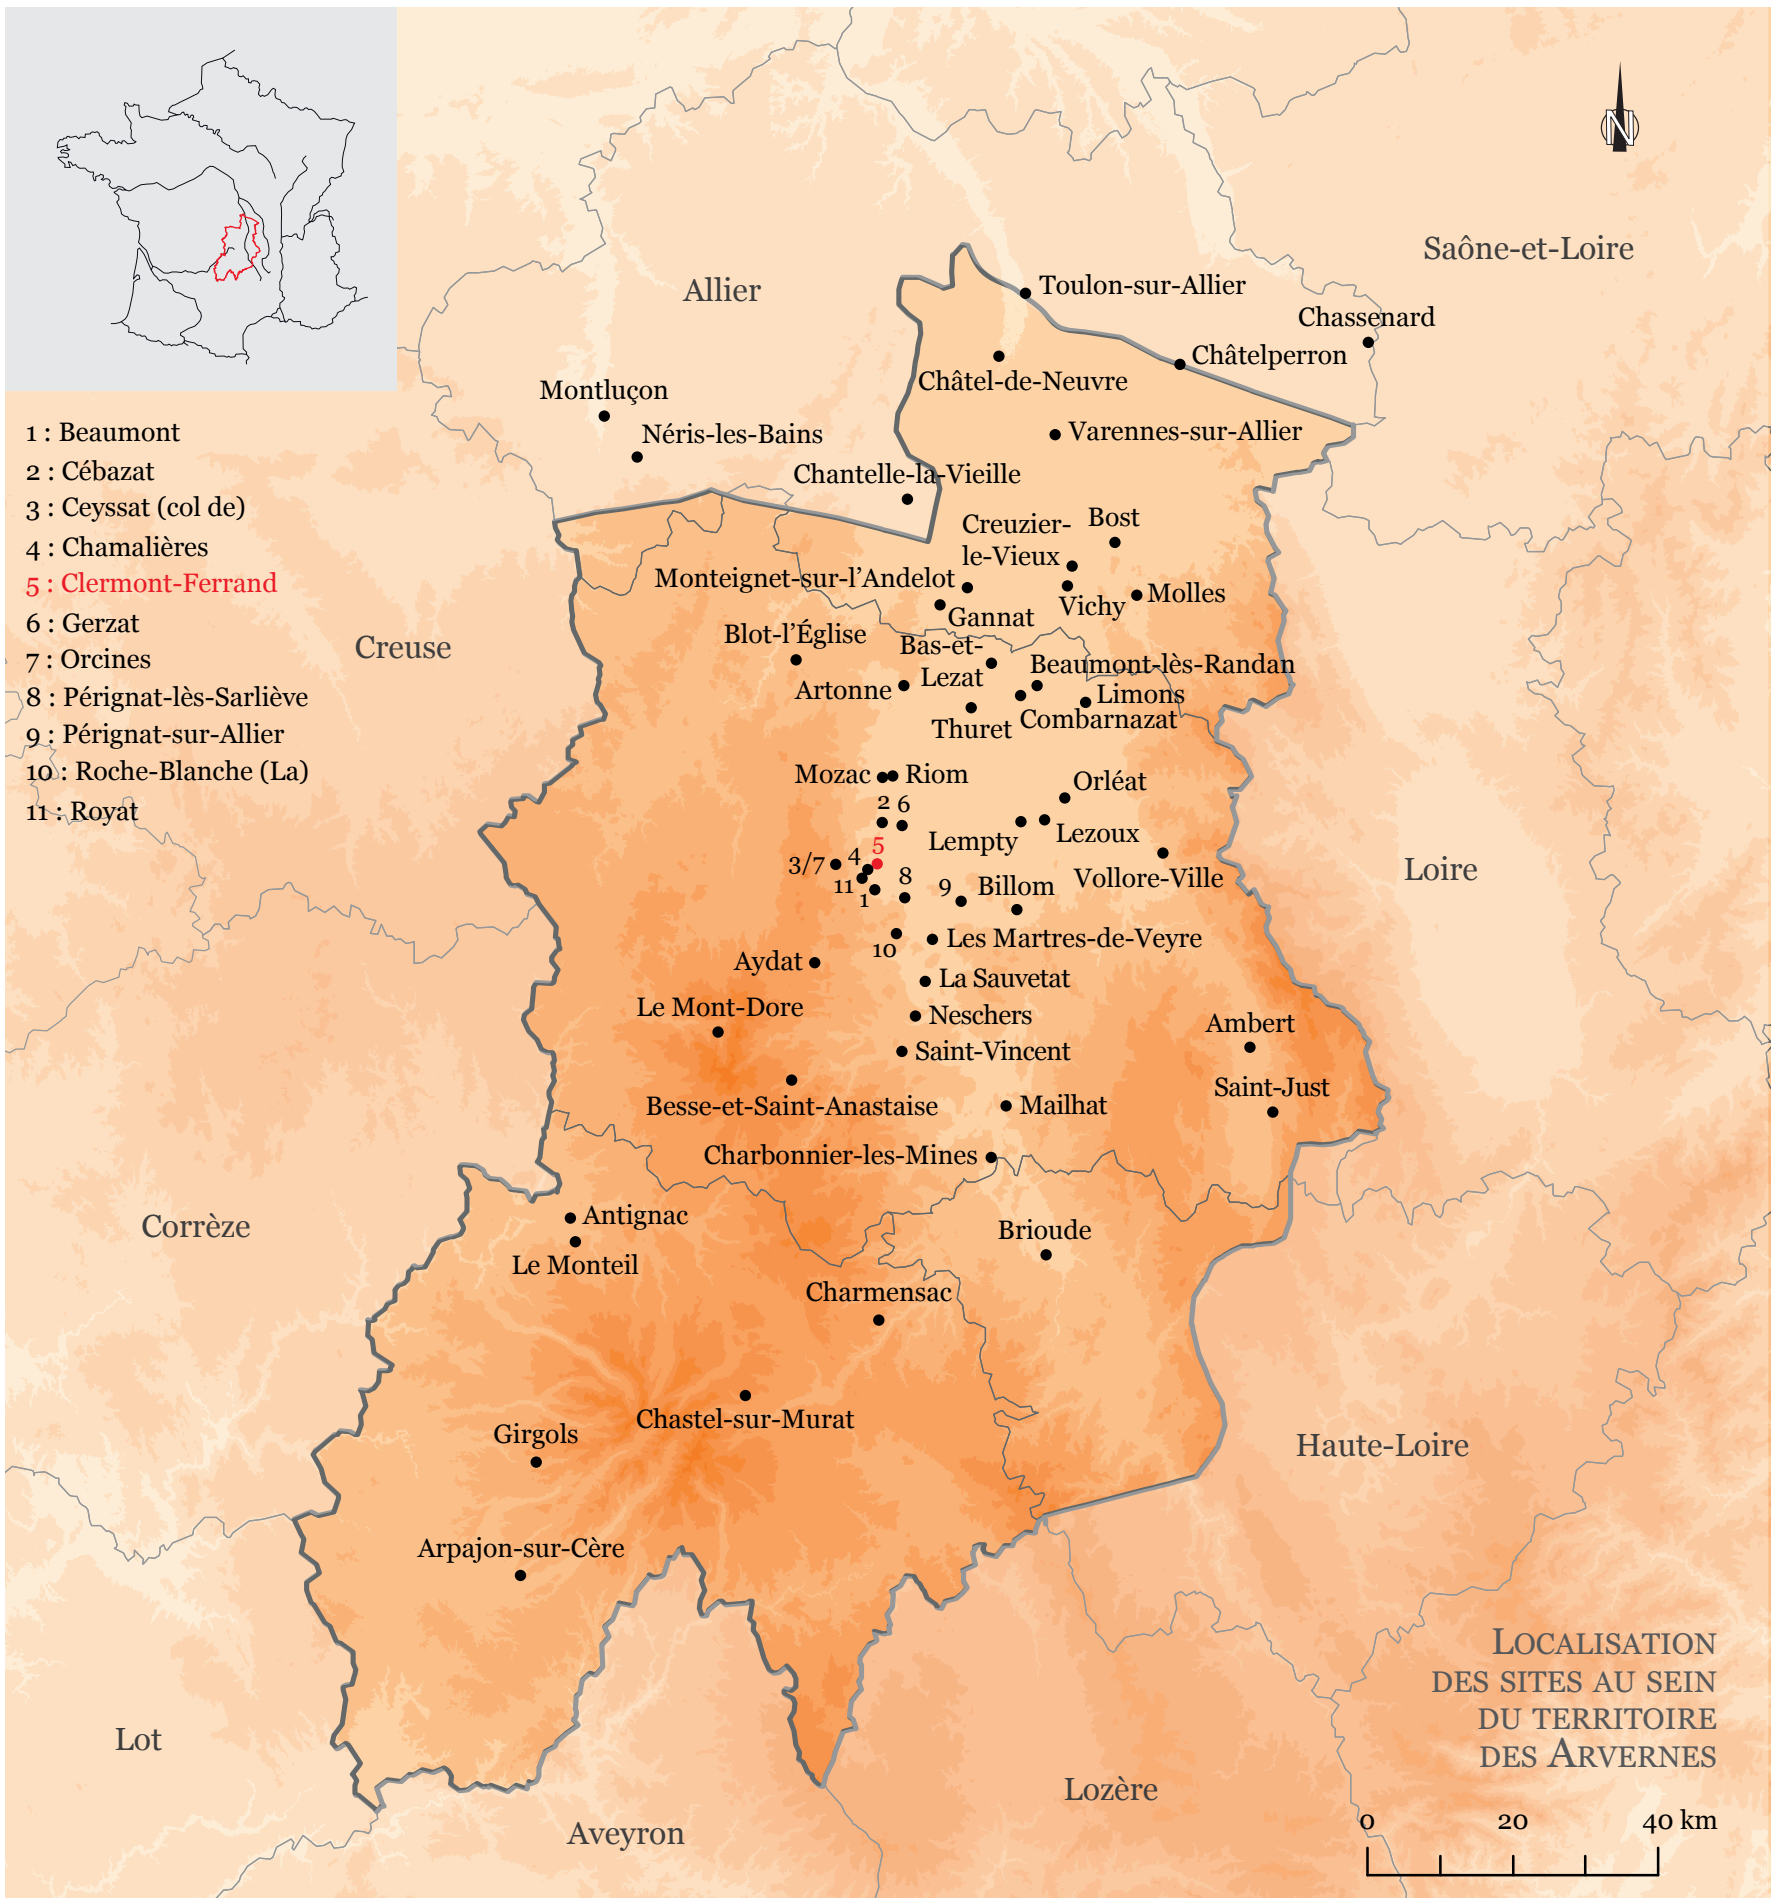 N
Saône-et-Loire
Allier
Toulon-sur-Allier
Chassenard
Châtelperron
Châtel-de-Neuvre
Montluçon
Néris-les-Bains
Varennes-sur-Allier
Chantelle-la-Vieille
1 : Beaumont
2 : Cébazat
3 : Ceyssat (col de)
4 : Chamalières
5 : Clermont-Ferrand
6 : Gerzat
7 : Orcines
8 : Pérignat-lès-Sarliève
9 : Pérignat-sur-Allier
10 : Roche-Blanche (La)
11 : Royat
Creuse
Creuzier-
le-Vieux
Bost
Monteignet-sur-l'Andelot
Vichy
Molles
Gannat
Blot-l'Église
Bas-et-
Lezat
Beaumont-lès-Randan
Artonne
Limons
Thuret
Combarnazat
Mozac
Riom
Orléat
2
6
Lempty
Lezoux
5
3/7
4
11
1
8
9
Billom
Vollore-Ville
Loire
10
Les Martres-de-Veyre
Aydat
La Sauvetat
Le Mont-Dore
Neschers
Ambert
Saint-Vincent
Saint-Just
Besse-et-Saint-Anastaise
Mailhat
Charbonnier-les-Mines
Corrèze
Antignac
Le Monteil
Brioude
Charmensac
Chastel-sur-Murat
Girgols
Haute-Loire
Arpajon-sur-Cère
Lot
Aveyron
Lozère
LOCALISATION
DES SITES AU SEIN
DU TERRITOIRE
DES ARVERNES
0 20 40 km